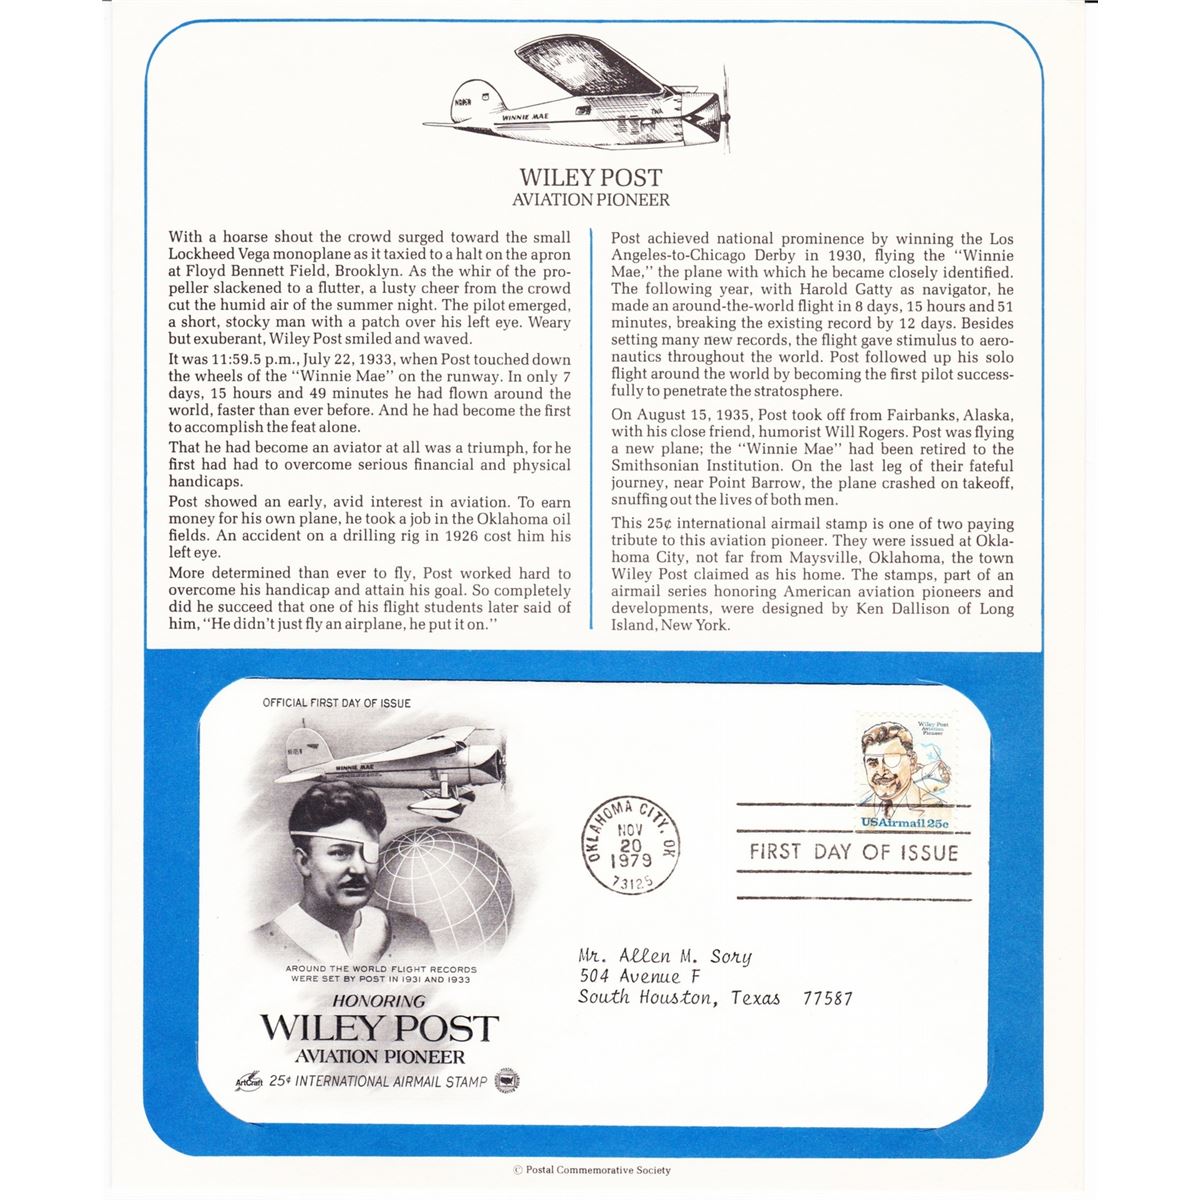 NR105W
WINNIE MAE
TWA
WILEY POST
AVIATION PIONEER
With a hoarse shout the crowd surged toward the small
Lockheed Vega monoplane as it taxied to a halt on the apron
at Floyd Bennett Field, Brooklyn. As the whir of the pro-
peller slackened to a flutter, a lusty cheer from the crowd
cut the humid air of the summer night. The pilot emerged,
a short, stocky man with a patch over his left eye. Weary
but exuberant, Wiley Post smiled and waved.
It was 11:59.5 p.m., July 22, 1933, when Post touched down
the wheels of the "Winnie Mae" on the runway. In only 7
days, 15 hours and 49 minutes he had flown around the
world, faster than ever before. And he had become the first
to accomplish the feat alone.
That he had become an aviator at all was a triumph, for he
first had had to overcome serious financial and physical
handicaps.
Post showed an early, avid interest in aviation. To earn
money for his own plane, he took a job in the Oklahoma oil
fields. An accident on a drilling rig in 1926 cost him his
left eye.
More determined than ever to fly, Post worked hard to
overcome his handicap and attain his goal. So completely
did he succeed that one of his flight students later said of
him, "He didn't just fly an airplane, he put it on."
Post achieved national prominence by winning the Los
Angeles-to-Chicago Derby in 1930, flying the "Winnie
Mae," the plane with which he became closely identified.
The following year, with Harold Gatty as navigator, he
made an around-the-world flight in 8 days, 15 hours and 51
minutes, breaking the existing record by 12 days. Besides
setting many new records, the flight gave stimulus to aero-
nautics throughout the world. Post followed up his solo
flight around the world by becoming the first pilot success-
fully to penetrate the stratosphere.
On August 15, 1935, Post took off from Fairbanks, Alaska,
with his close friend, humorist Will Rogers. Post was flying
a new plane; the "Winnie Mae" had been retired to the
Smithsonian Institution. On the last leg of their fateful
journey, near Point Barrow, the plane crashed on takeoff,
snuffing out the lives of both men.
This 25¢ international airmail stamp is one of two paying
tribute to this aviation pioneer. They were issued at Okla-
homa City, not far from Maysville, Oklahoma, the town
Wiley Post claimed as his home. The stamps, part of an
airmail series honoring American aviation pioneers and
developments, were designed by Ken Dallison of Long
Island, New York.
OFFICIAL FIRST DAY OF ISSUE
WINNIE MAE
AROUND THE WORLD FLIGHT RECORDS
WERE SET BY POST IN 1931 AND 1933
HONORING
WILEY POST
AVIATION PIONEER
ArtCraft 25¢ INTERNATIONAL AIRMAIL STAMP
OKLAHOMA CITY, OK
NOV
20
1979
73125
Wiley Post
Aviation
Pioneer
USAirmail 25c
FIRST DAY OF ISSUE
Mr. Allen M. Sory
504 Avenue F
South Houston, Texas 77587
© Postal Commemorative Society